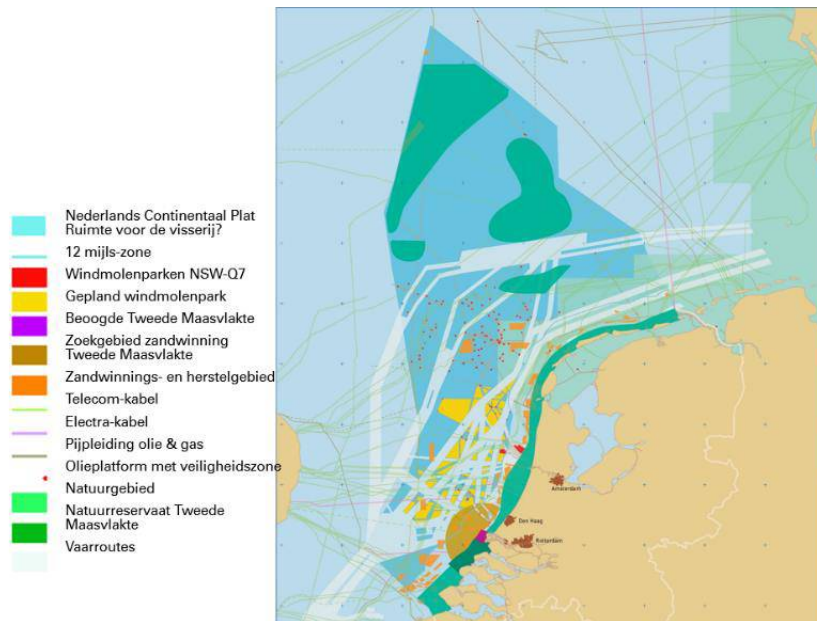 Nederlands Continentaal Plat
Ruimte voor de visserij?
12 mijls-zone
Windmolenparken NSW-Q7
Gepland windmolenpark
Beoogde Tweede Maasvlakte
Zoekgebied zandwinning
Tweede Maasvlakte
Zandwinnings- en herstelgebied
Telecom-kabel
Electra-kabel
Pijpleiding olie & gas
Olieplatform met veiligheidszone
Natuurgebied
Natuurreservaat Tweede
Maasvlakte
Vaarroutes
Amsterdam
Den Haag
Rotterdam